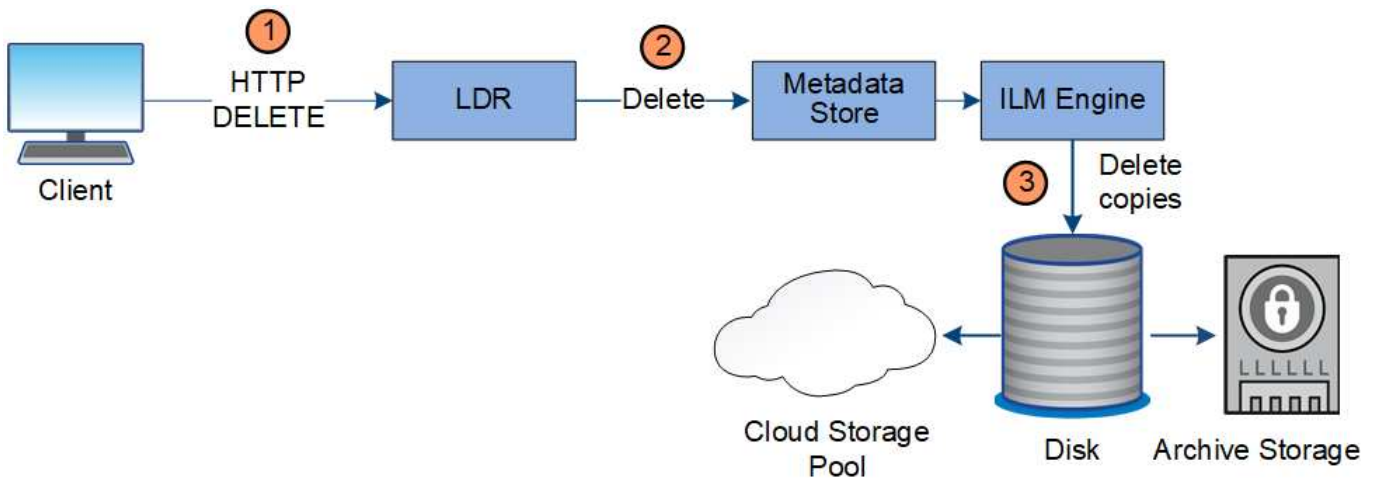 1
HTTP
DELETE
Client
LDR
2
Delete
Metadata
Store
ILM Engine
3
Delete
copies
Cloud Storage
Pool
Disk
LLLLLL
Archive Storage